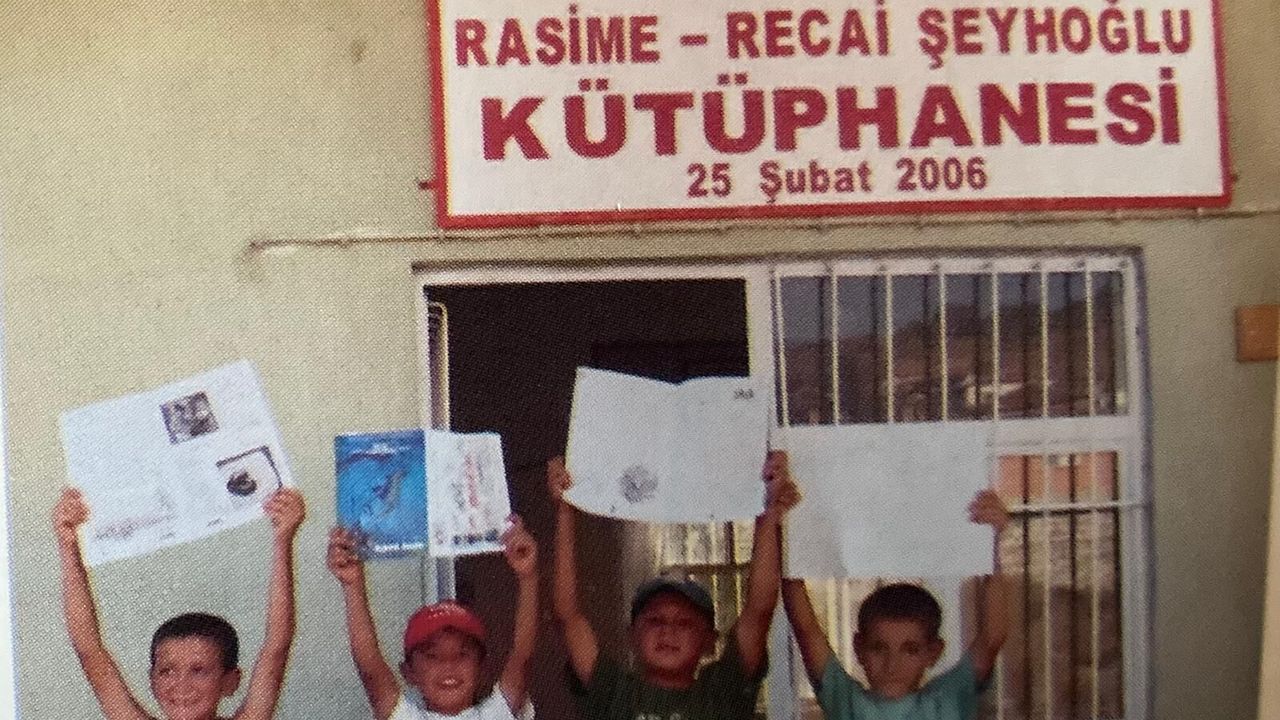 RASİME – RECAİ ŞEYHOĞLU
KÜTÜPHANESİ
25 Şubat 2006